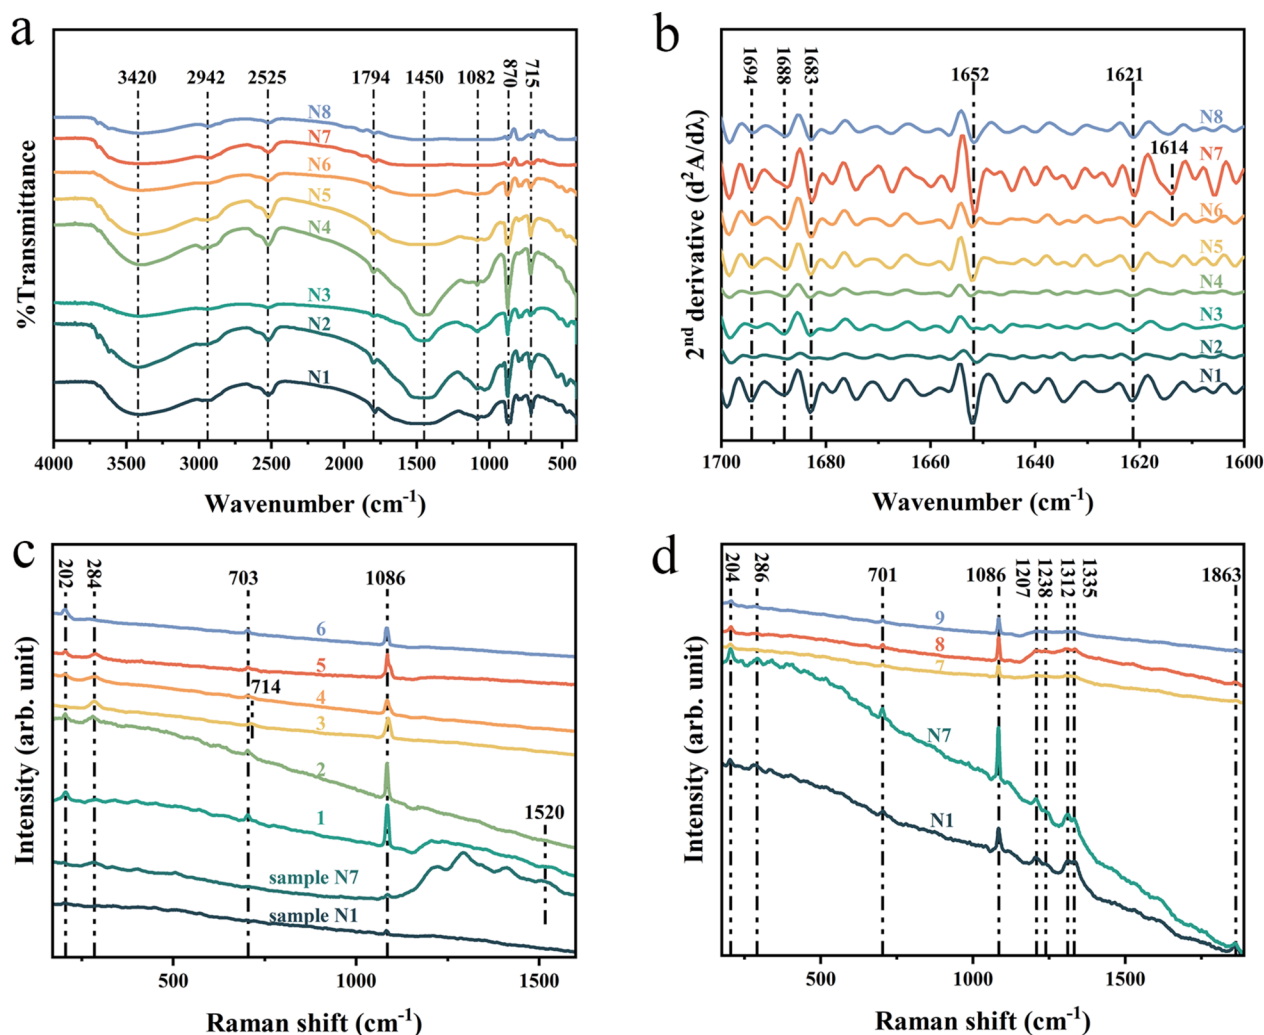 a
3420 2942 2525 1794 1450 1082 870 715
N8
N7
N6
N5
N4
N3
N2
N1
%Transmittance
4000 3500 3000 2500 2000 1500 1000 500
Wavenumber (cm⁻¹)
b
1694 1688 1683 1652 1621
N8
1614
N7
N6
N5
N4
N3
N2
N1
2ⁿᵈ derivative (d²A/dλ)
1700 1680 1660 1640 1620 1600
Wavenumber (cm⁻¹)
c
202 284 703 1086
6
5
714
4
3
2
1520
1
sample N7
sample N1
Intensity (arb. unit)
500 1000 1500
Raman shift (cm⁻¹)
d
204 286 701 1086 1207 1238 1312 1335 1863
9
8
7
N7
N1
Intensity (arb. unit)
500 1000 1500
Raman shift (cm⁻¹)